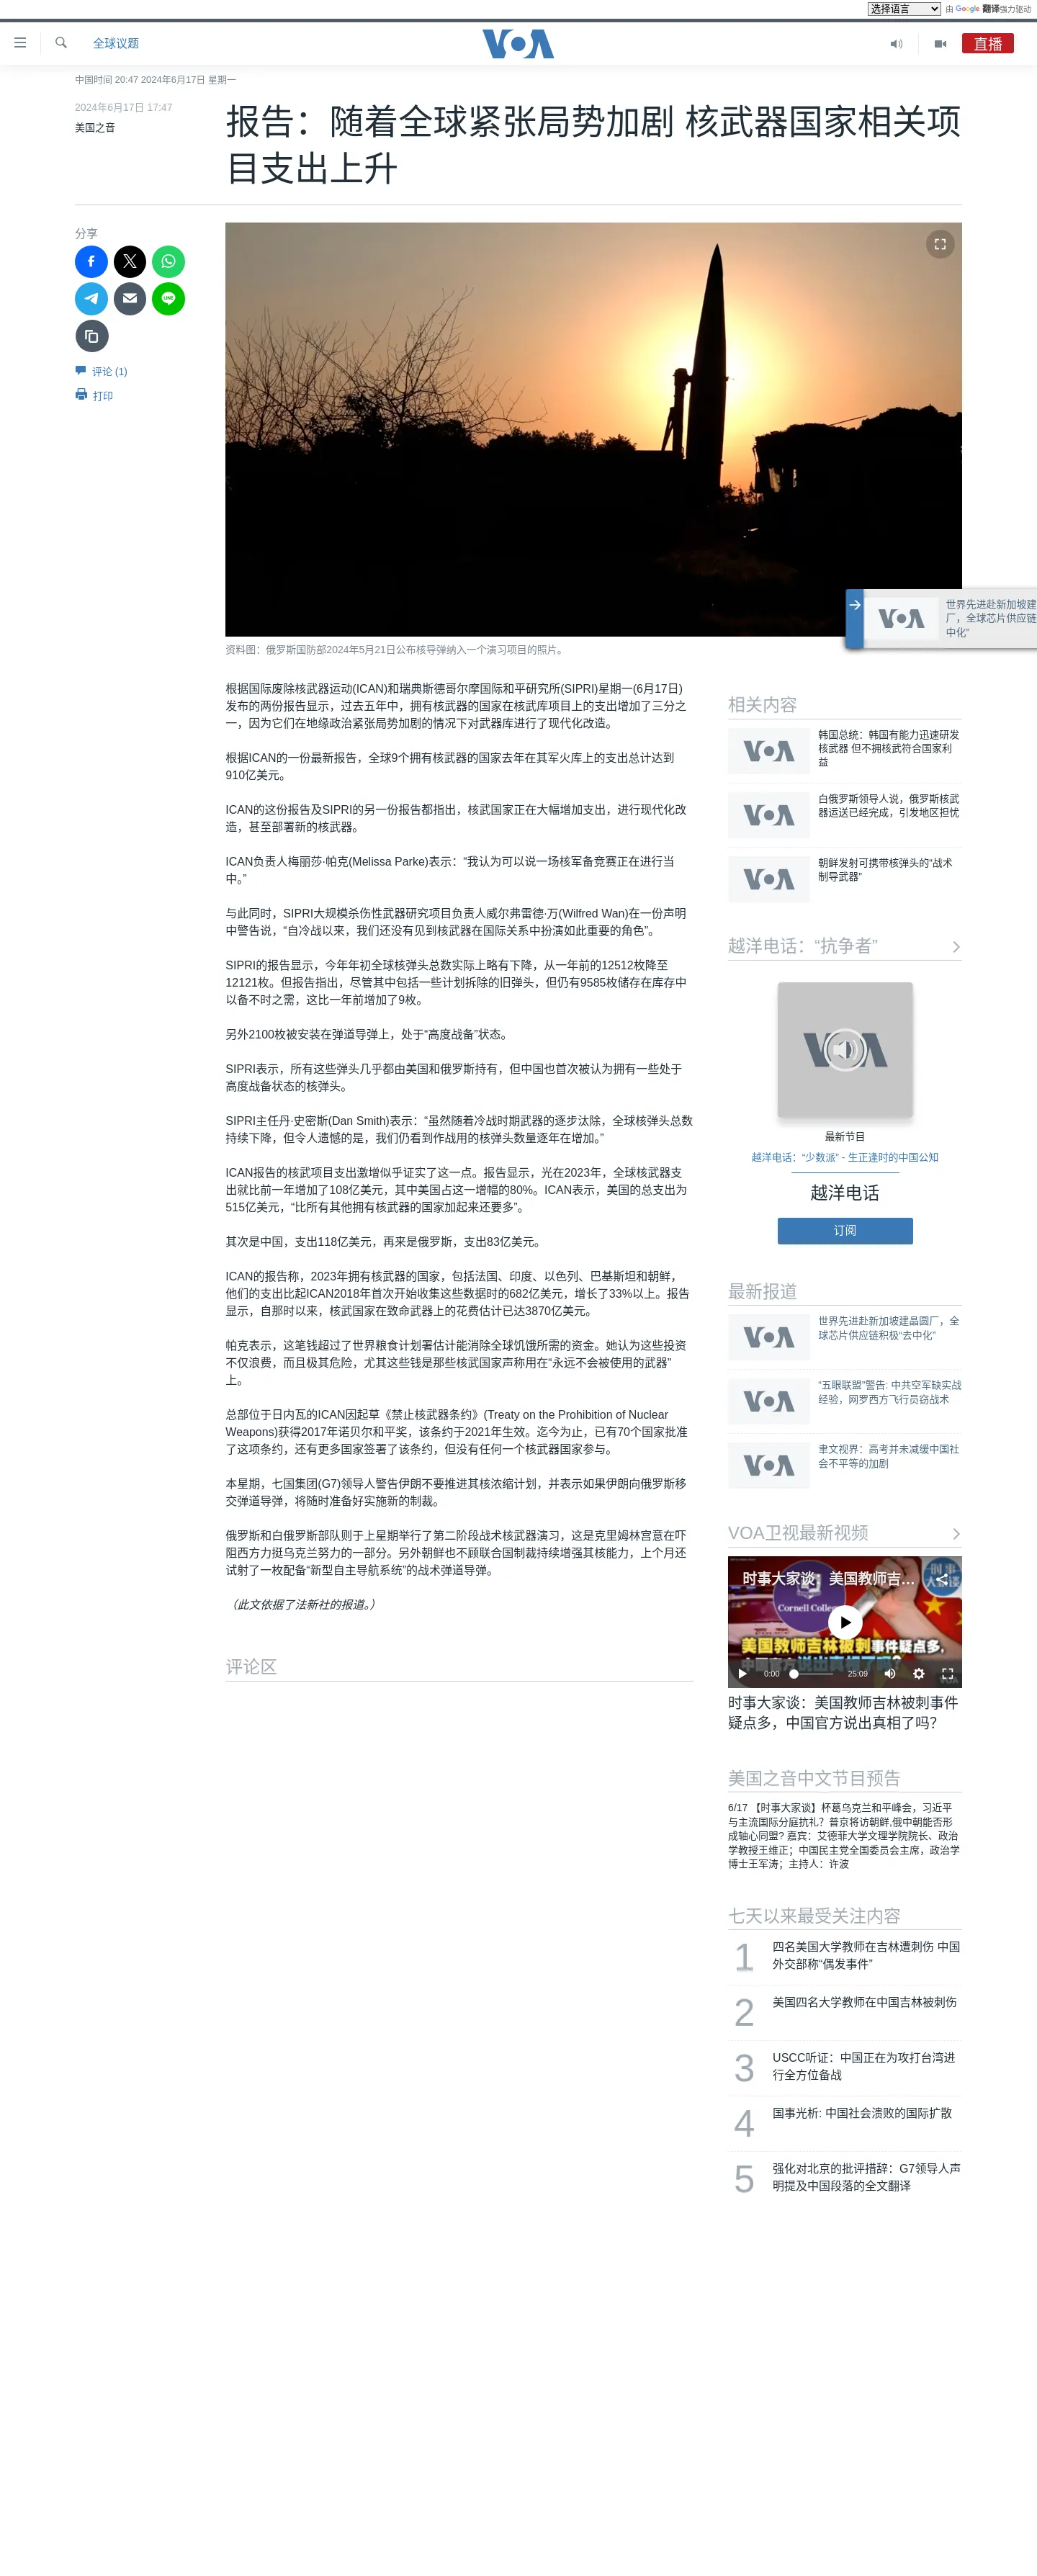 选择语言
由 Google 翻译强力驱动
全球议题
VOA
直播
中国时间 20:47 2024年6月17日 星期一
2024年6月17日 17:47
美国之音
报告：随着全球紧张局势加剧 核武器国家相关项
目支出上升
分享
LINE
评论 (1)
打印
资料图：俄罗斯国防部2024年5月21日公布核导弹纳入一个演习项目的照片。
VOA
世界先进赴新加坡建
厂，全球芯片供应链
中化”
根据国际废除核武器运动(ICAN)和瑞典斯德哥尔摩国际和平研究所(SIPRI)星期一(6月17日)
发布的两份报告显示，过去五年中，拥有核武器的国家在核武库项目上的支出增加了三分之
一，因为它们在地缘政治紧张局势加剧的情况下对武器库进行了现代化改造。
根据ICAN的一份最新报告，全球9个拥有核武器的国家去年在其军火库上的支出总计达到
910亿美元。
ICAN的这份报告及SIPRI的另一份报告都指出，核武国家正在大幅增加支出，进行现代化改
造，甚至部署新的核武器。
ICAN负责人梅丽莎·帕克(Melissa Parke)表示：“我认为可以说一场核军备竞赛正在进行当
中。”
与此同时，SIPRI大规模杀伤性武器研究项目负责人威尔弗雷德·万(Wilfred Wan)在一份声明
中警告说，“自冷战以来，我们还没有见到核武器在国际关系中扮演如此重要的角色”。
SIPRI的报告显示，今年年初全球核弹头总数实际上略有下降，从一年前的12512枚降至
12121枚。但报告指出，尽管其中包括一些计划拆除的旧弹头，但仍有9585枚储存在库存中
以备不时之需，这比一年前增加了9枚。
另外2100枚被安装在弹道导弹上，处于“高度战备”状态。
SIPRI表示，所有这些弹头几乎都由美国和俄罗斯持有，但中国也首次被认为拥有一些处于
高度战备状态的核弹头。
SIPRI主任丹·史密斯(Dan Smith)表示：“虽然随着冷战时期武器的逐步汰除，全球核弹头总数
持续下降，但令人遗憾的是，我们仍看到作战用的核弹头数量逐年在增加。”
ICAN报告的核武项目支出激增似乎证实了这一点。报告显示，光在2023年，全球核武器支
出就比前一年增加了108亿美元，其中美国占这一增幅的80%。ICAN表示，美国的总支出为
515亿美元，“比所有其他拥有核武器的国家加起来还要多”。
其次是中国，支出118亿美元，再来是俄罗斯，支出83亿美元。
ICAN的报告称，2023年拥有核武器的国家，包括法国、印度、以色列、巴基斯坦和朝鲜，
他们的支出比起ICAN2018年首次开始收集这些数据时的682亿美元，增长了33%以上。报告
显示，自那时以来，核武国家在致命武器上的花费估计已达3870亿美元。
帕克表示，这笔钱超过了世界粮食计划署估计能消除全球饥饿所需的资金。她认为这些投资
不仅浪费，而且极其危险，尤其这些钱是那些核武国家声称用在“永远不会被使用的武器”
上。
总部位于日内瓦的ICAN因起草《禁止核武器条约》(Treaty on the Prohibition of Nuclear
Weapons)获得2017年诺贝尔和平奖，该条约于2021年生效。迄今为止，已有70个国家批准
了这项条约，还有更多国家签署了该条约，但没有任何一个核武器国家参与。
本星期，七国集团(G7)领导人警告伊朗不要推进其核浓缩计划，并表示如果伊朗向俄罗斯移
交弹道导弹，将随时准备好实施新的制裁。
俄罗斯和白俄罗斯部队则于上星期举行了第二阶段战术核武器演习，这是克里姆林宫意在吓
阻西方力挺乌克兰努力的一部分。另外朝鲜也不顾联合国制裁持续增强其核能力，上个月还
试射了一枚配备“新型自主导航系统”的战术弹道导弹。
（此文依据了法新社的报道。）
评论区
相关内容
VOA
韩国总统：韩国有能力迅速研发
核武器 但不拥核武符合国家利
益
VOA
白俄罗斯领导人说，俄罗斯核武
器运送已经完成，引发地区担忧
VOA
朝鲜发射可携带核弹头的“战术
制导武器”
越洋电话：“抗争者”
VOA
最新节目
越洋电话：“少数派” - 生正逢时的中国公知
越洋电话
订阅
最新报道
VOA
世界先进赴新加坡建晶圆厂，全
球芯片供应链积极“去中化”
VOA
“五眼联盟”警告: 中共空军缺实战
经验，网罗西方飞行员窃战术
VOA
聿文视界：高考并未减缓中国社
会不平等的加剧
VOA卫视最新视频
时事大家谈：美国教师吉...
Cornell College
美国教师吉林被刺事件疑点多，
中国官方说出真相了吗？
0:00
25:09
时事大家谈：美国教师吉林被刺事件
疑点多，中国官方说出真相了吗？
美国之音中文节目预告
6/17 【时事大家谈】杯葛乌克兰和平峰会，习近平
与主流国际分庭抗礼？普京将访朝鲜,俄中朝能否形
成轴心同盟? 嘉宾：艾德菲大学文理学院院长、政治
学教授王维正；中国民主党全国委员会主席，政治学
博士王军涛；主持人：许波
七天以来最受关注内容
1
四名美国大学教师在吉林遭刺伤 中国
外交部称“偶发事件”
2
美国四名大学教师在中国吉林被刺伤
3
USCC听证：中国正在为攻打台湾进
行全方位备战
4
国事光析: 中国社会溃败的国际扩散
5
强化对北京的批评措辞：G7领导人声
明提及中国段落的全文翻译